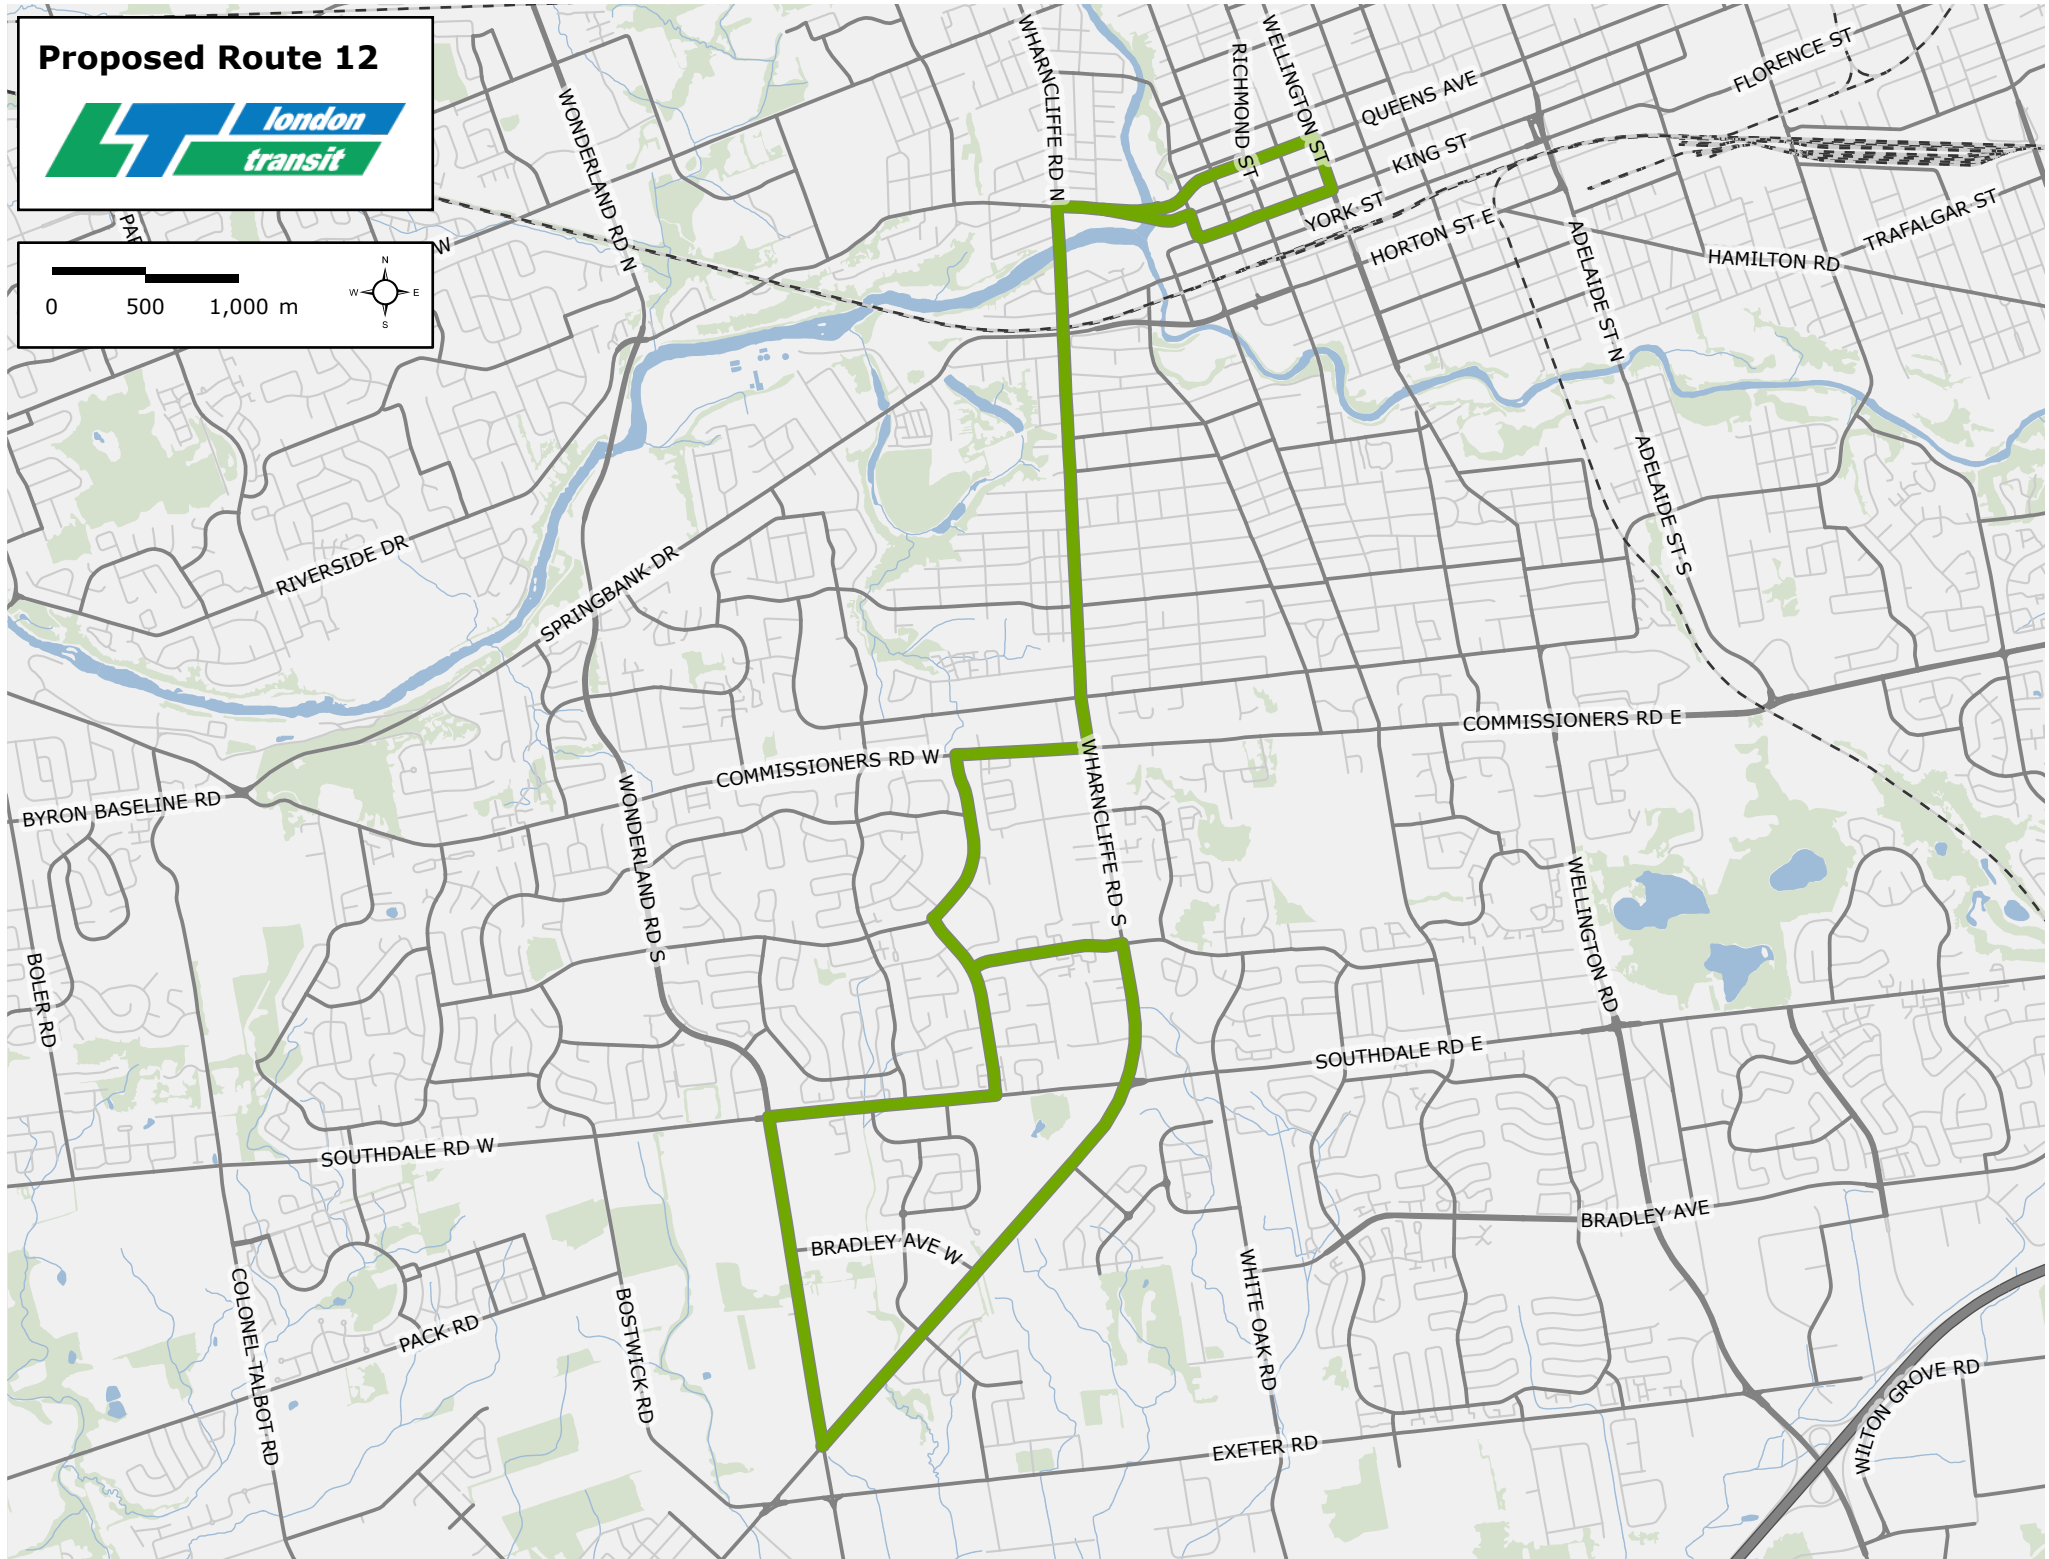 Proposed Route 12
london
transit
0 500 1,000 m
N
W E
S
W
WHARNCLIFFE RD N
RICHMOND ST
WELLINGTON ST
QUEENS AVE
KING ST
YORK ST
HORTON ST E
FLORENCE ST
TRAFALGAR ST
HAMILTON RD
ADELAIDE ST N
ADELAIDE ST S
WONDERLAND RD N
RIVERSIDE DR
SPRINGBANK DR
COMMISSIONERS RD W
COMMISSIONERS RD E
BYRON BASELINE RD
WONDERLAND RD S
WHARNCLIFFE RD S
WELLINGTON RD
BOLER RD
SOUTHDALE RD E
SOUTHDALE RD W
BRADLEY AVE W
BRADLEY AVE
COLONEL TALBOT RD
PACK RD
BOSTWICK RD
WHITE OAK RD
EXETER RD
WILTON GROVE RD